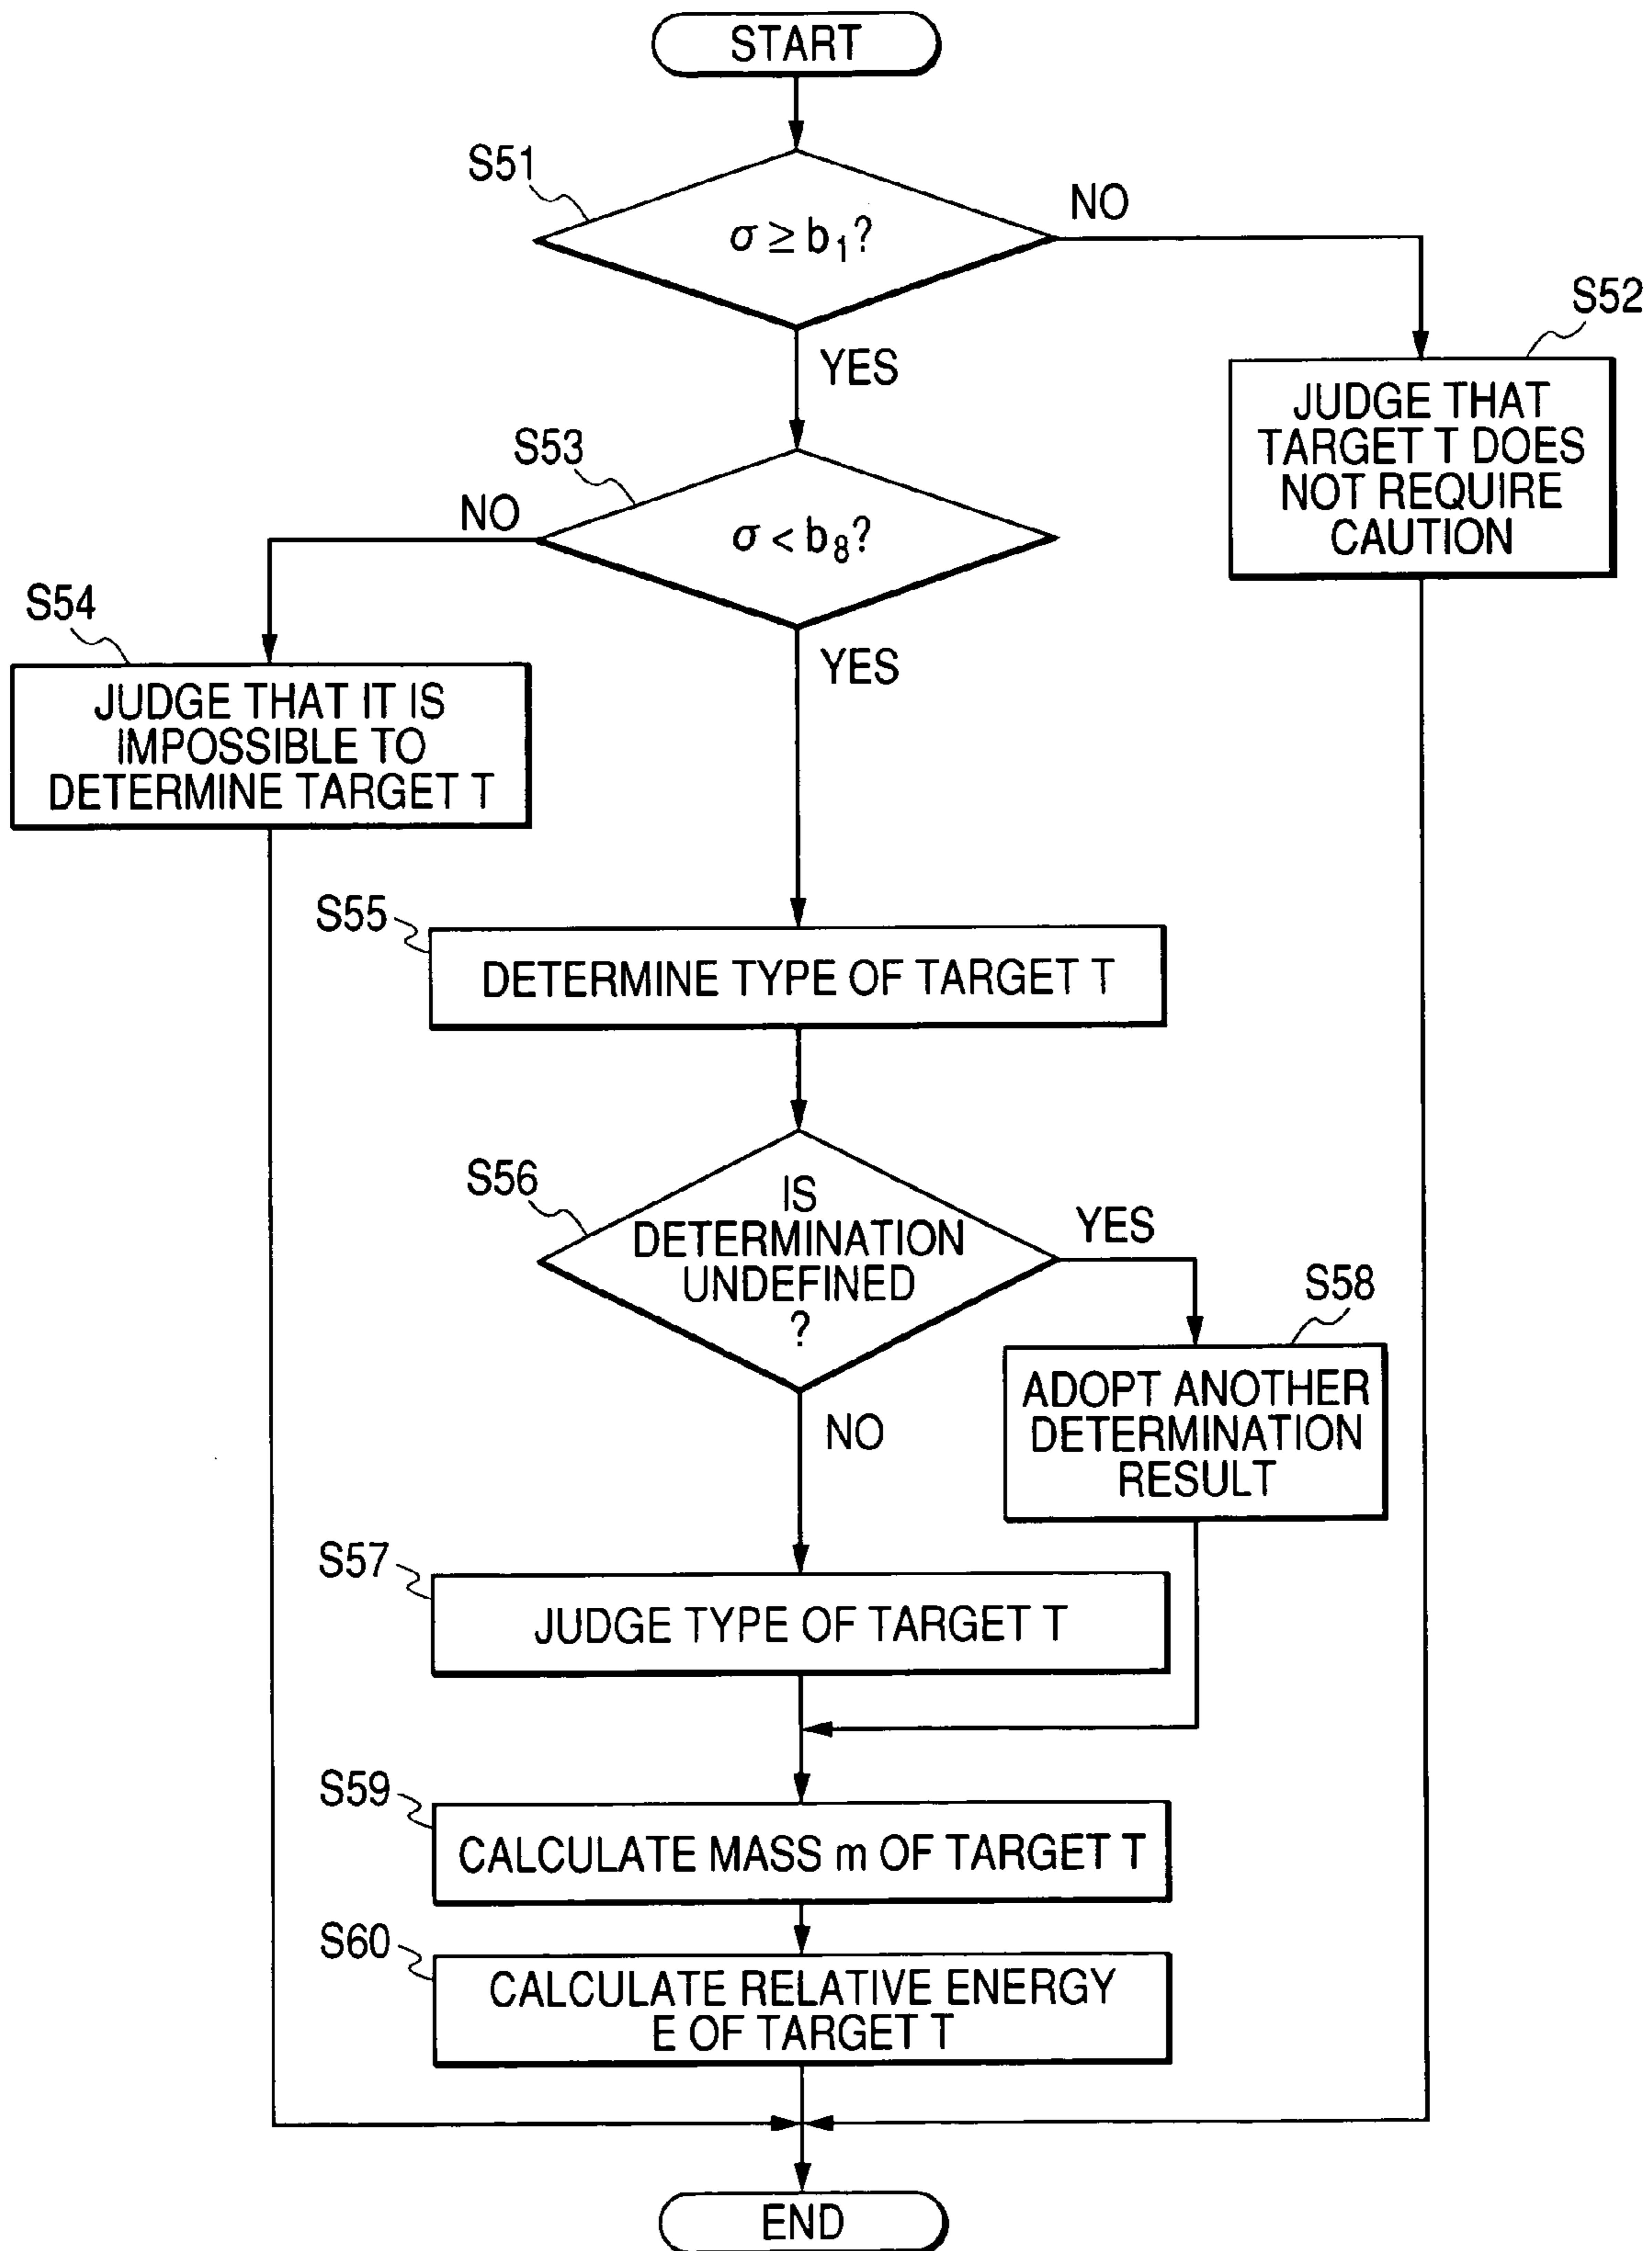 START
S51
σ ≥ b₁?
NO
YES
S52
JUDGE THAT
TARGET T DOES
NOT REQUIRE
CAUTION
S53
σ < b₈?
NO
YES
S54
JUDGE THAT IT IS
IMPOSSIBLE TO
DETERMINE TARGET T
S55
DETERMINE TYPE OF TARGET T
S56
IS
DETERMINATION
UNDEFINED
?
YES
NO
S58
ADOPT ANOTHER
DETERMINATION
RESULT
S57
JUDGE TYPE OF TARGET T
S59
CALCULATE MASS m OF TARGET T
S60
CALCULATE RELATIVE ENERGY
E OF TARGET T
END